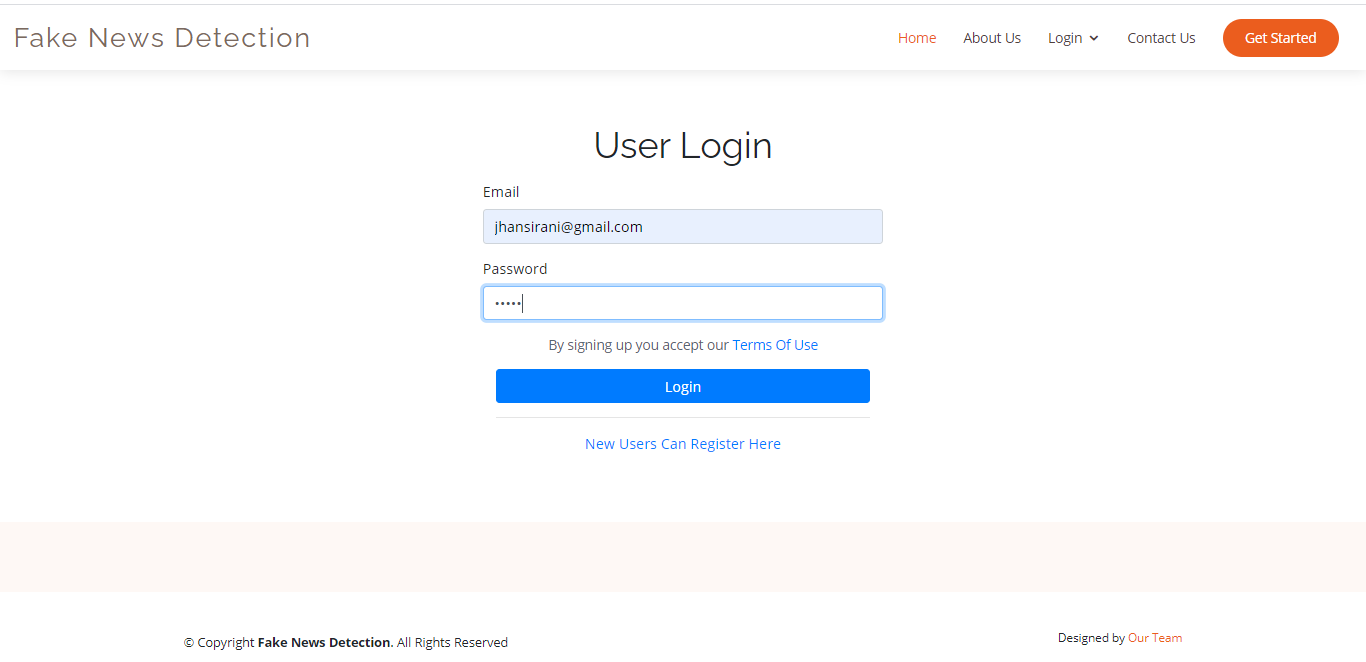 Fake News Detection
Home About Us Login Contact Us Get Started
User Login
Email
jhansirani@gmail.com
Password
•••••
By signing up you accept our Terms Of Use
Login
New Users Can Register Here
© Copyright Fake News Detection. All Rights Reserved
Designed by Our Team